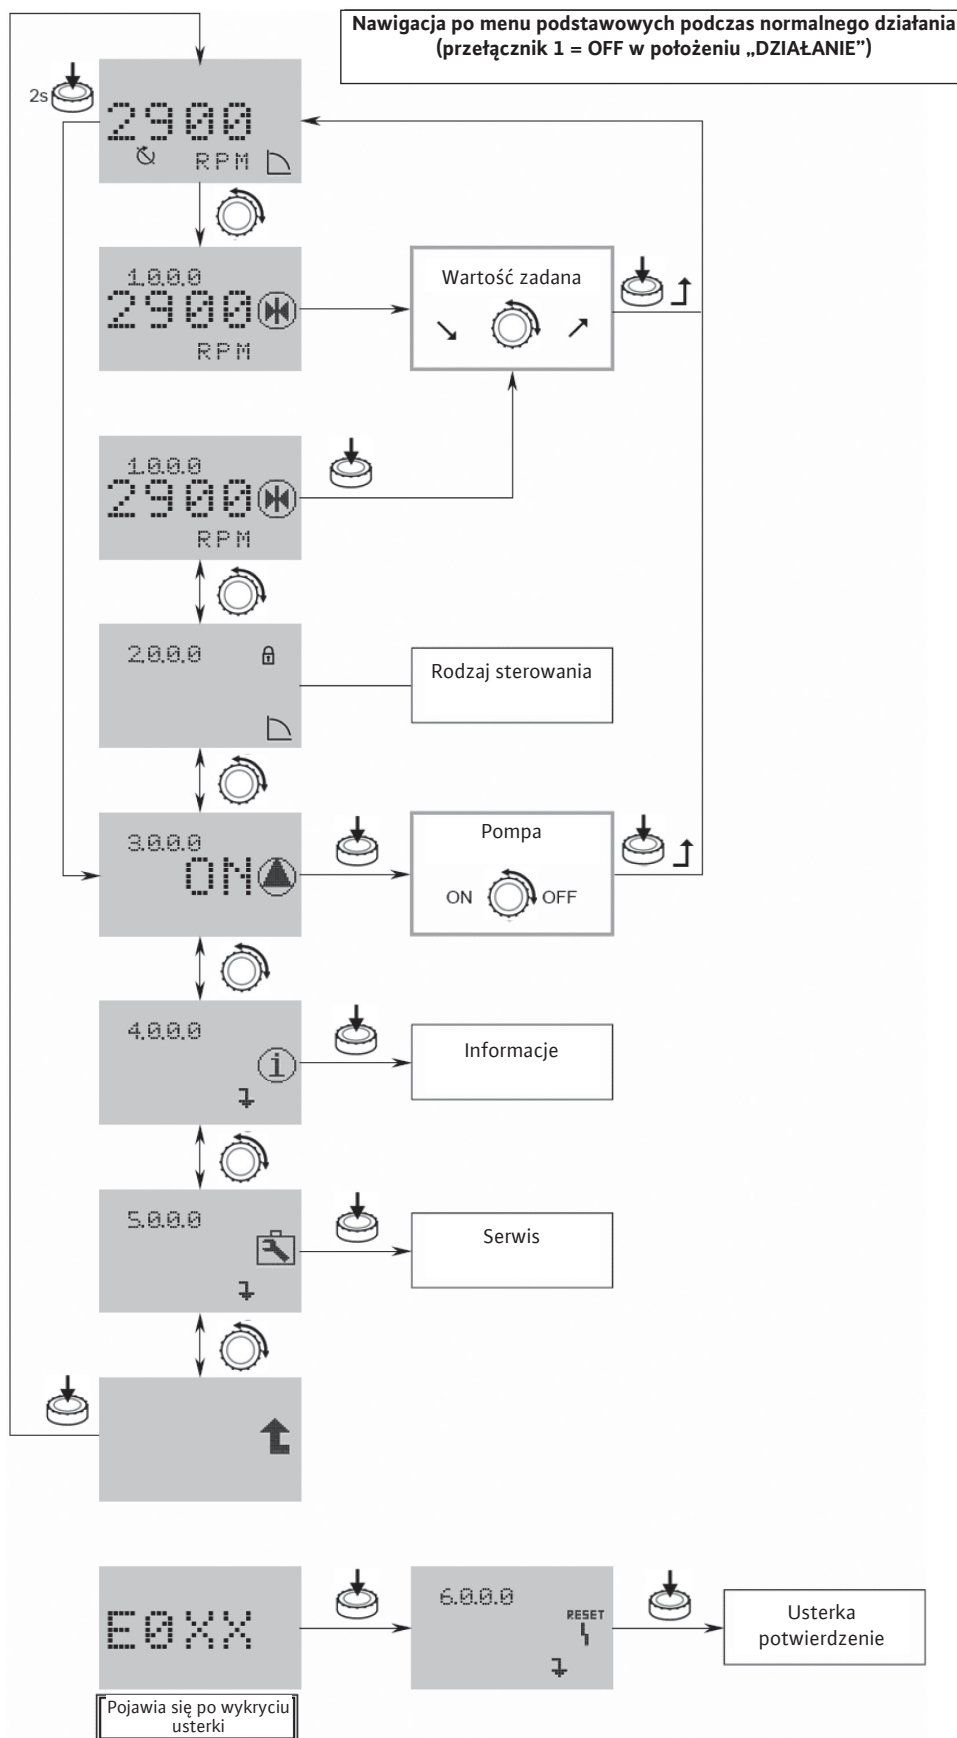 Nawigacja po menu podstawowych podczas normalnego działania
(przełącznik 1 = OFF w położeniu „DZIAŁANIE”)
2s
2900
RPM
1.0.0.0
2900
RPM
Wartość zadana
1.0.0.0
2900
RPM
2.0.0.0
Rodzaj sterowania
3.0.0.0
ON
Pompa
ON OFF
4.0.0.0
i
Informacje
5.0.0.0
Serwis
E0XX
6.0.0.0
RESET
Usterka
potwierdzenie
Pojawia się po wykryciu
usterki